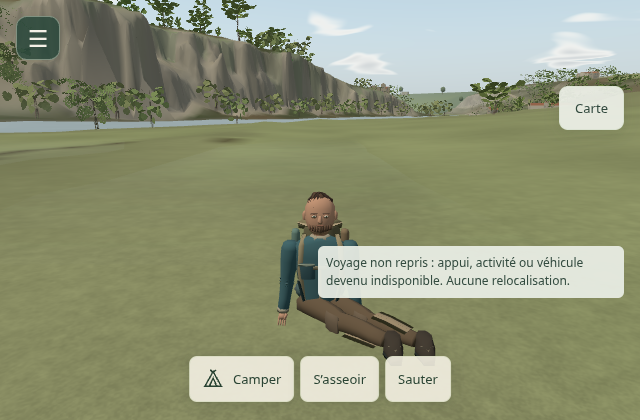 Carte
Voyage non repris : appui, activité ou véhicule
devenu indisponible. Aucune relocalisation.
Camper
S'asseoir
Sauter